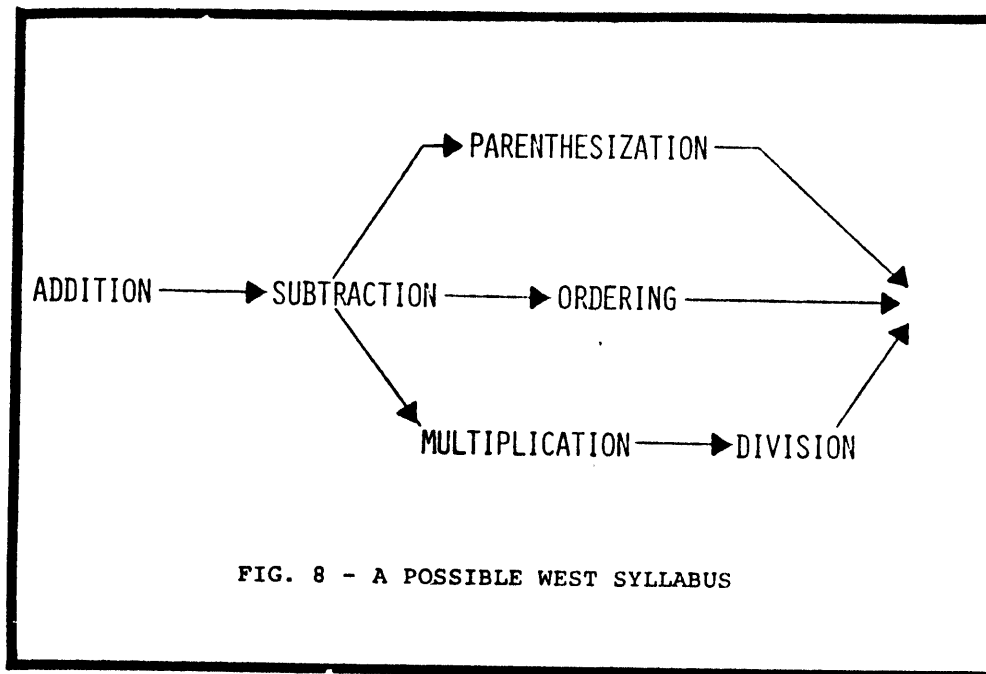 PARENTHESIZATION
ADDITION SUBTRACTION ORDERING
MULTIPLICATION DIVISION
FIG. 8 - A POSSIBLE WEST SYLLABUS